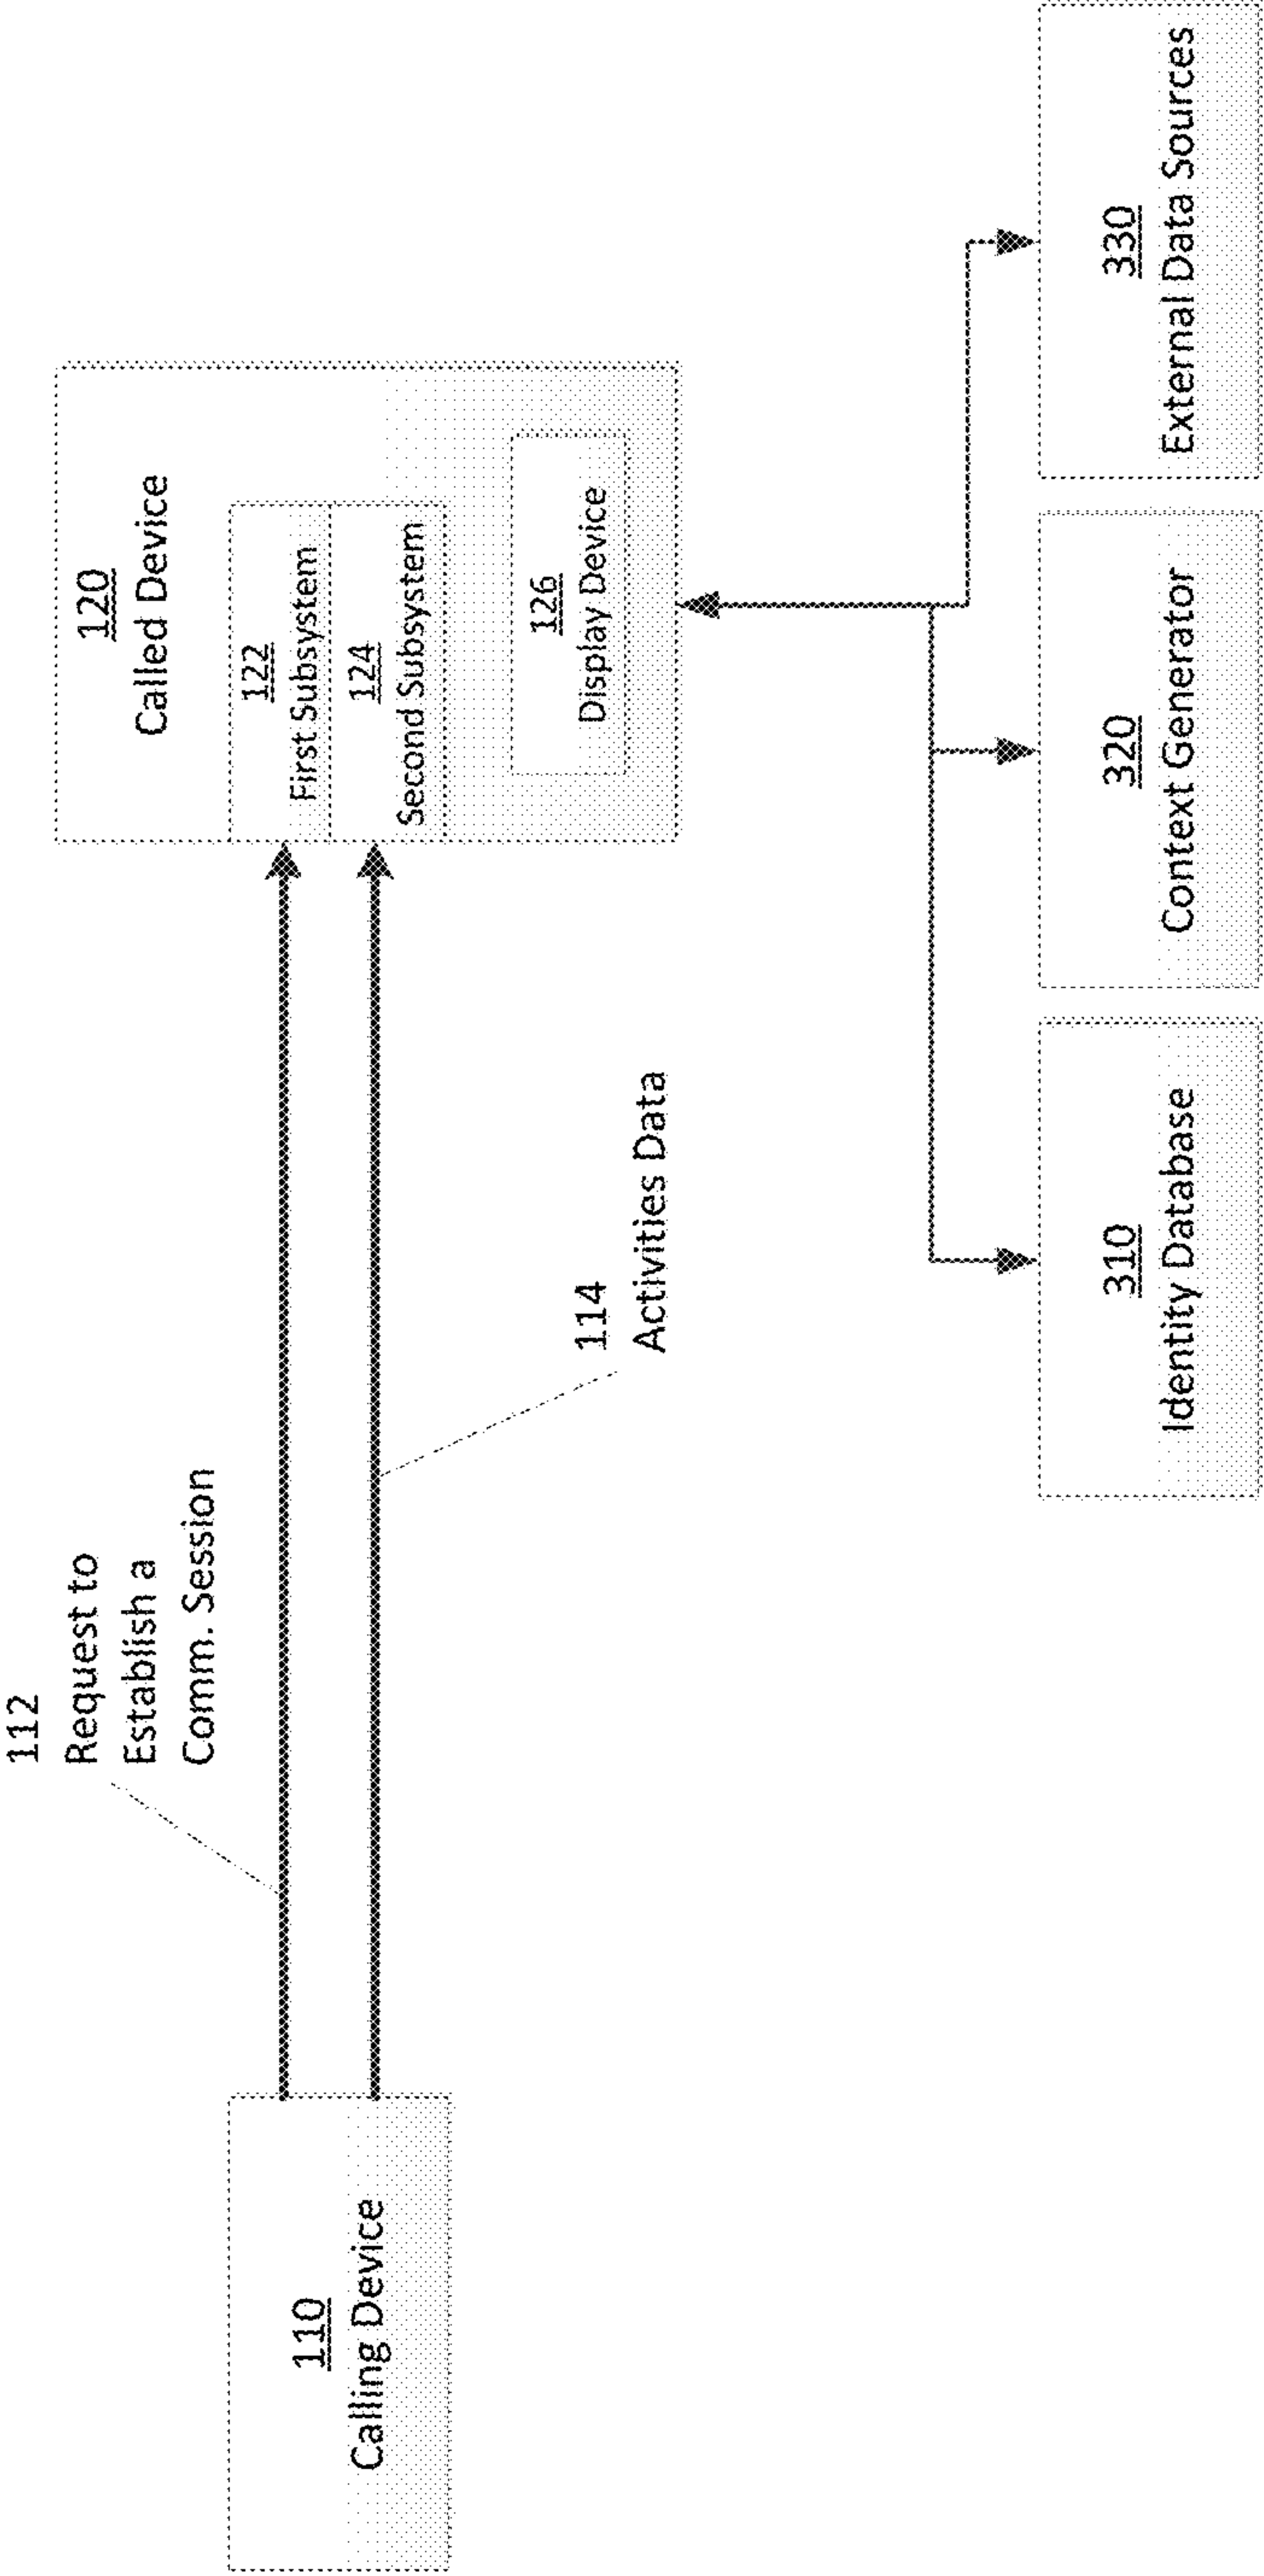 112
Request to
Establish a
Comm. Session
110
Calling Device
114
Activities Data
120
Called Device
122
First Subsystem
124
Second Subsystem
126
Display Device
310
Identity Database
320
Context Generator
330
External Data Sources